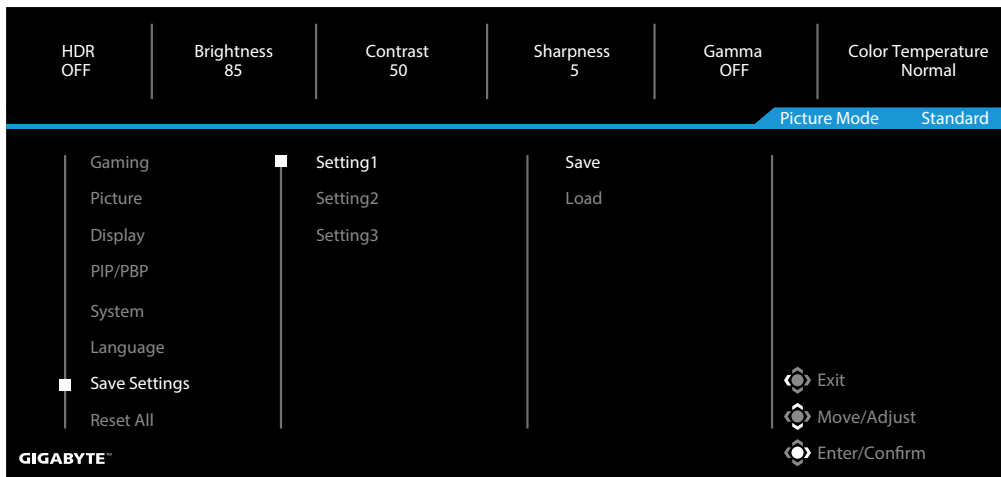 HDR Brightness Contrast Sharpness Gamma Color Temperature
OFF 85 50 5 OFF Normal
Picture Mode Standard
Gaming Setting1 Save
Picture Setting2 Load
Display Setting3
PIP/PBP
System
Language
Save Settings
Exit
Reset All
Move/Adjust
Enter/Confirm
GIGABYTE™